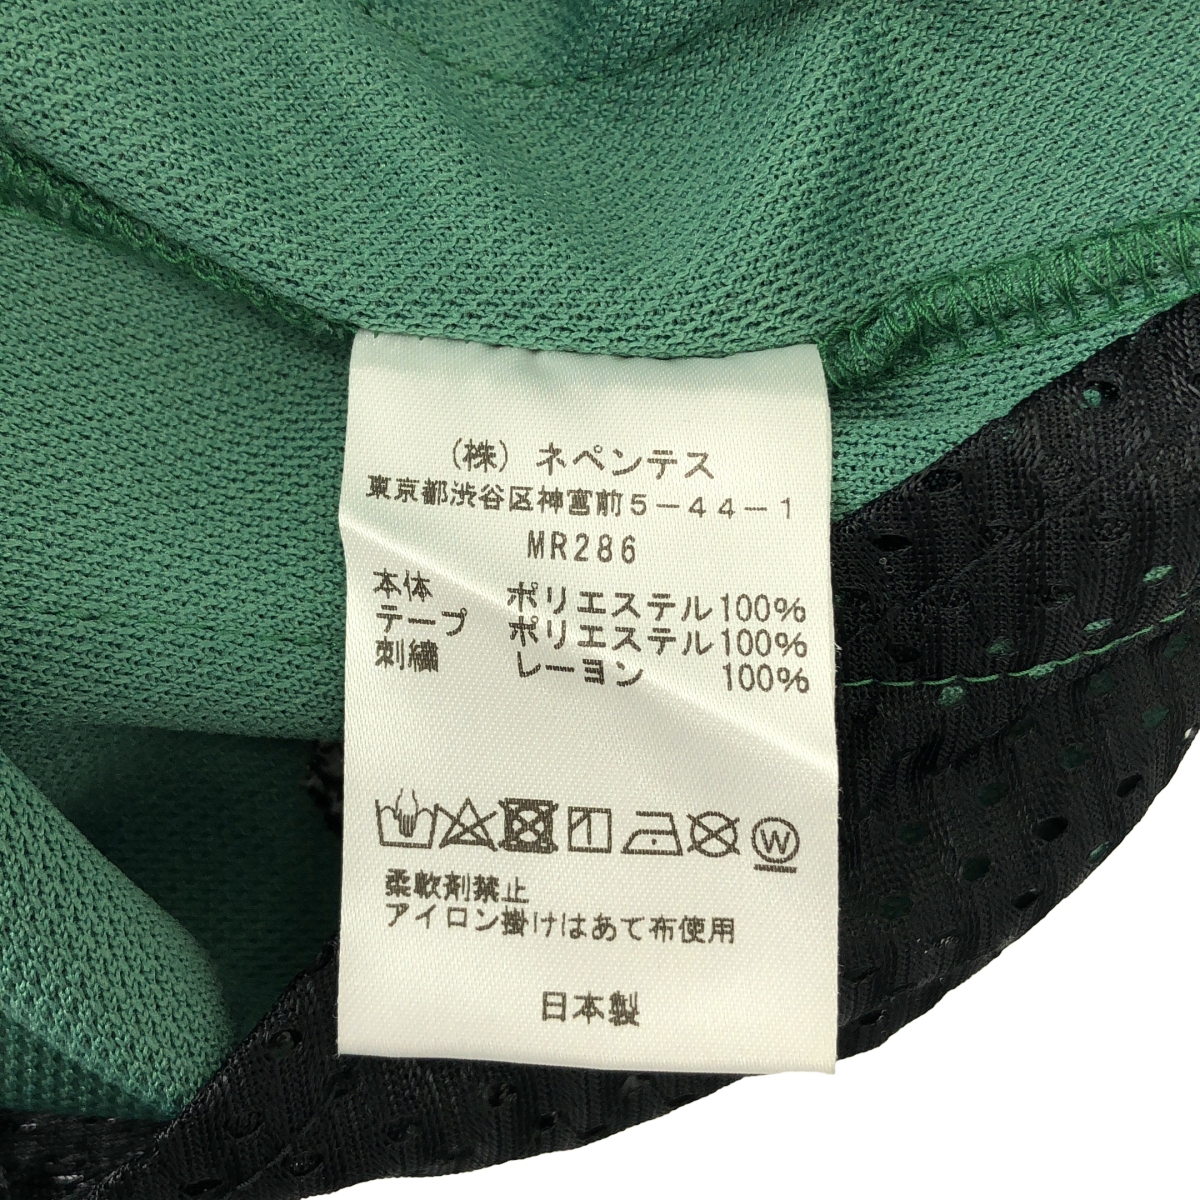 (株) ネペンテス
東京都渋谷区神宮前5－44－1
MR286
本体 ポリエステル100%
テープ ポリエステル100%
刺繍 レーヨン 100%
W
柔軟剤禁止
アイロン掛けはあて布使用
日本製